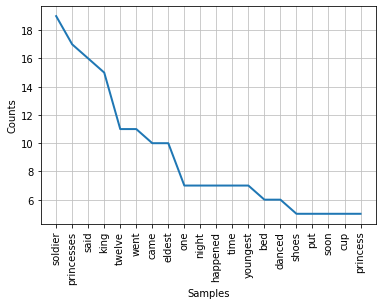 18
16
14
12
10
8
6
Counts
soldier
princesses
said
king
twelve
went
came
eldest
one
night
happened
time
youngest
bed
danced
shoes
put
soon
cup
princess
Samples